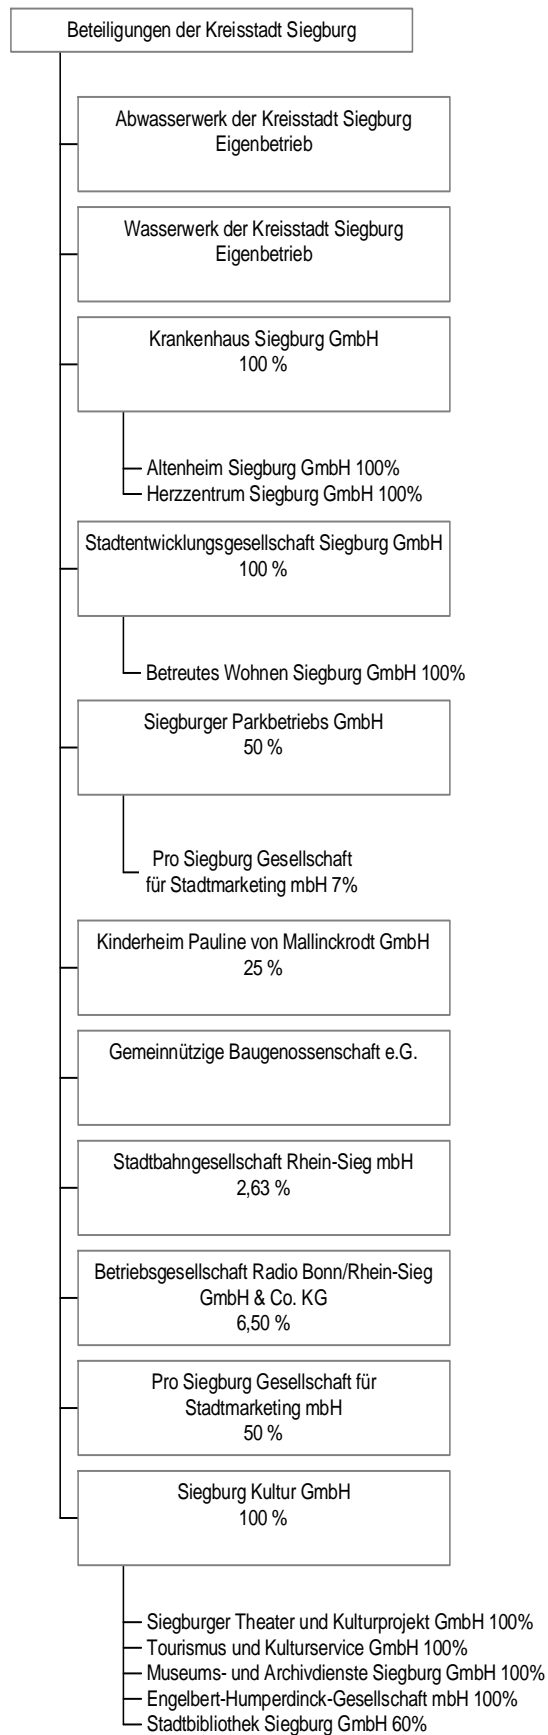 Beteiligungen der Kreisstadt Siegburg
Abwasserwerk der Kreisstadt Siegburg
Eigenbetrieb
Wasserwerk der Kreisstadt Siegburg
Eigenbetrieb
Krankenhaus Siegburg GmbH
100 %
Altenheim Siegburg GmbH 100%
Herzzentrum Siegburg GmbH 100%
Stadtentwicklungsgesellschaft Siegburg GmbH
100 %
Betreutes Wohnen Siegburg GmbH 100%
Siegburger Parkbetriebs GmbH
50 %
Pro Siegburg Gesellschaft
für Stadtmarketing mbH 7%
Kinderheim Pauline von Mallinckrodt GmbH
25 %
Gemeinnützige Baugenossenschaft e.G.
Stadtbahngesellschaft Rhein-Sieg mbH
2,63 %
Betriebsgesellschaft Radio Bonn/Rhein-Sieg
GmbH & Co. KG
6,50 %
Pro Siegburg Gesellschaft für
Stadtmarketing mbH
50 %
Siegburg Kultur GmbH
100 %
Siegburger Theater und Kulturprojekt GmbH 100%
Tourismus und Kulturservice GmbH 100%
Museums- und Archivdienste Siegburg GmbH 100%
Engelbert-Humperdinck-Gesellschaft mbH 100%
Stadtbibliothek Siegburg GmbH 60%